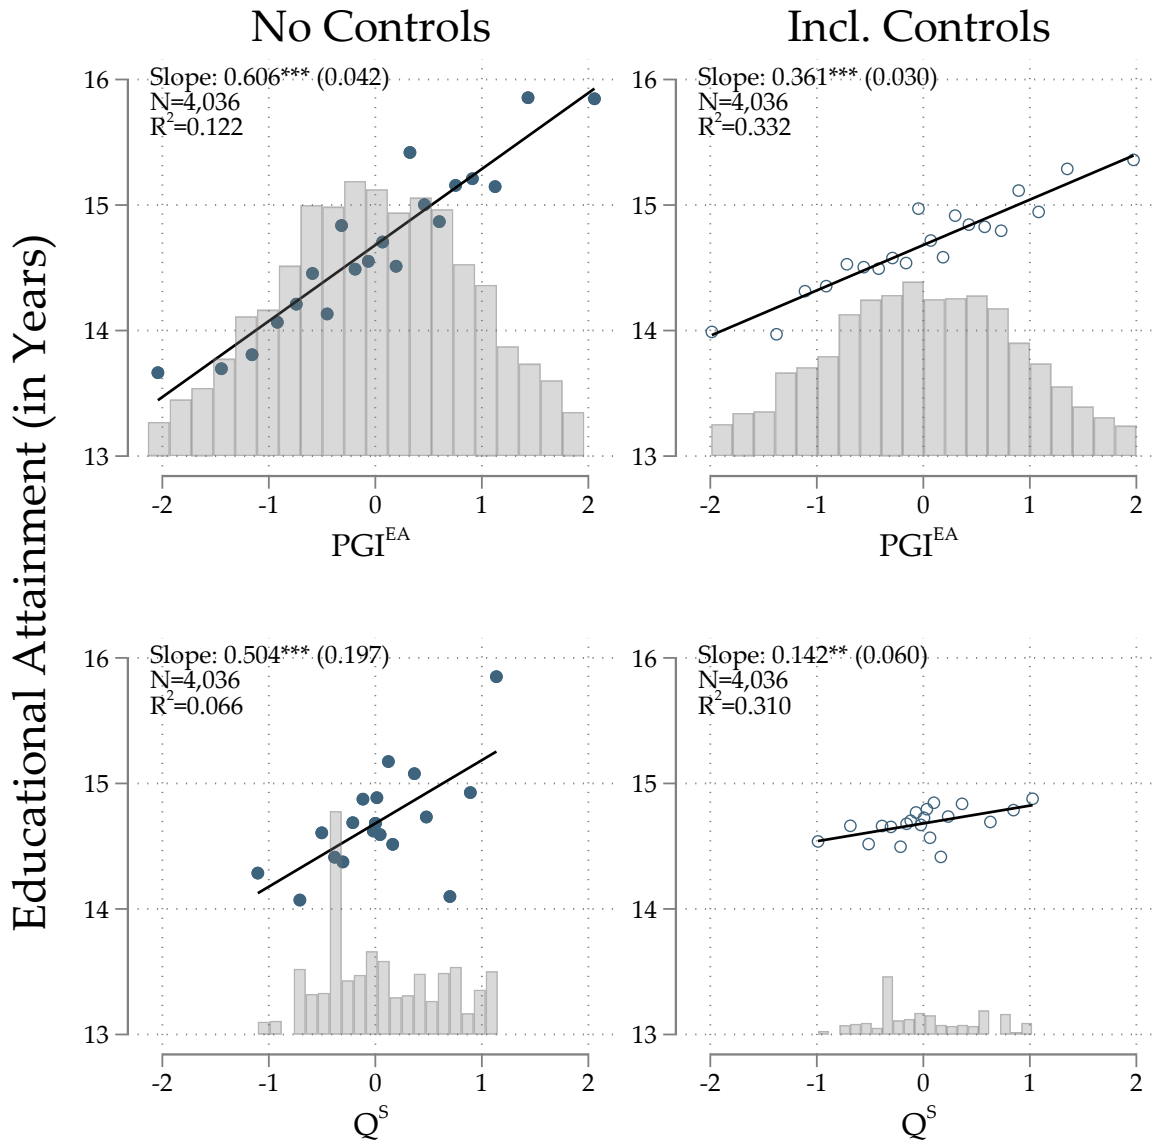 No Controls
Incl. Controls
Educational Attainment (in Years)
Slope: 0.606*** (0.042)
N=4,036
R²=0.122
16
15
14
13
-2 -1 0 1 2
PGI^EA
Slope: 0.361*** (0.030)
N=4,036
R²=0.332
16
15
14
13
-2 -1 0 1 2
PGI^EA
Slope: 0.504*** (0.197)
N=4,036
R²=0.066
16
15
14
13
-2 -1 0 1 2
Q^S
Slope: 0.142** (0.060)
N=4,036
R²=0.310
16
15
14
13
-2 -1 0 1 2
Q^S